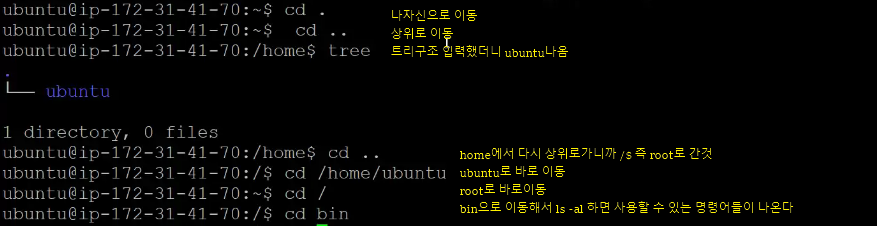 ubuntu@ip-172-31-41-70:~$ cd . 나자신으로 이동
ubuntu@ip-172-31-41-70:~$ cd .. 상위로 이동
ubuntu@ip-172-31-41-70:/home$ tree 트리구조 입력했더니 ubuntu나옴
.
└── ubuntu
1 directory, 0 files
ubuntu@ip-172-31-41-70:/home$ cd .. home에서 다시 상위로가니까 /$ 즉 root로 간것
ubuntu@ip-172-31-41-70:/$ cd /home/ubuntu ubuntu로 바로 이동
ubuntu@ip-172-31-41-70:~$ cd / root로 바로이동
ubuntu@ip-172-31-41-70:/$ cd bin bin으로 이동해서 ls -al 하면 사용할 수 있는 명령어들이 나온다